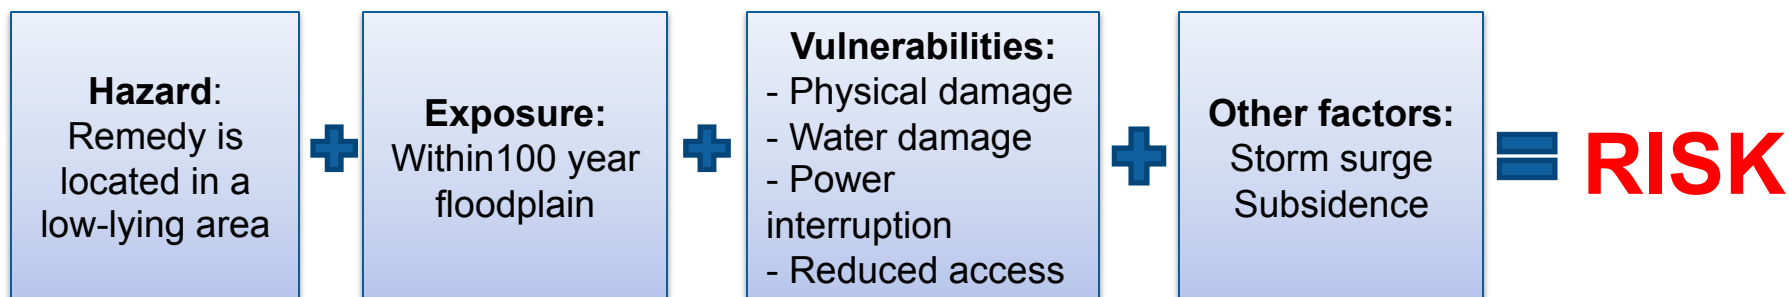 Hazard:
Remedy is
located in a
low-lying area
Exposure:
Within100 year
floodplain
Vulnerabilities:
- Physical damage
- Water damage
- Power
interruption
- Reduced access
Other factors:
Storm surge
Subsidence
RISK